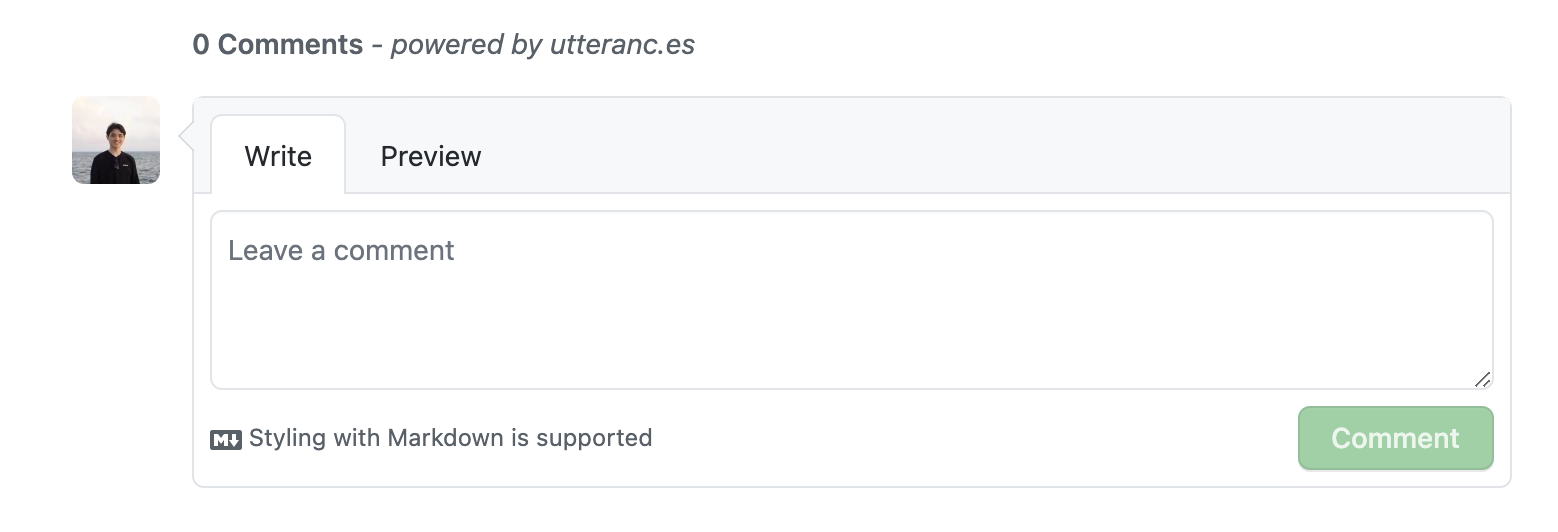 0 Comments - powered by utteranc.es
Write Preview
Leave a comment
M↓ Styling with Markdown is supported
Comment